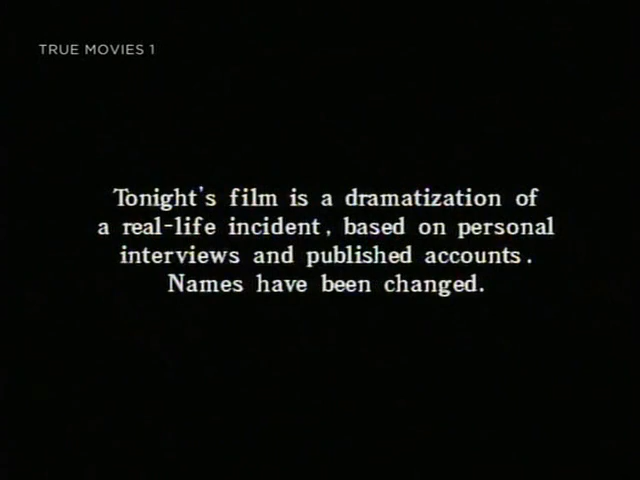 TRUE MOVIES 1
Tonight's film is a dramatization of
a real-life incident, based on personal
interviews and published accounts.
Names have been changed.